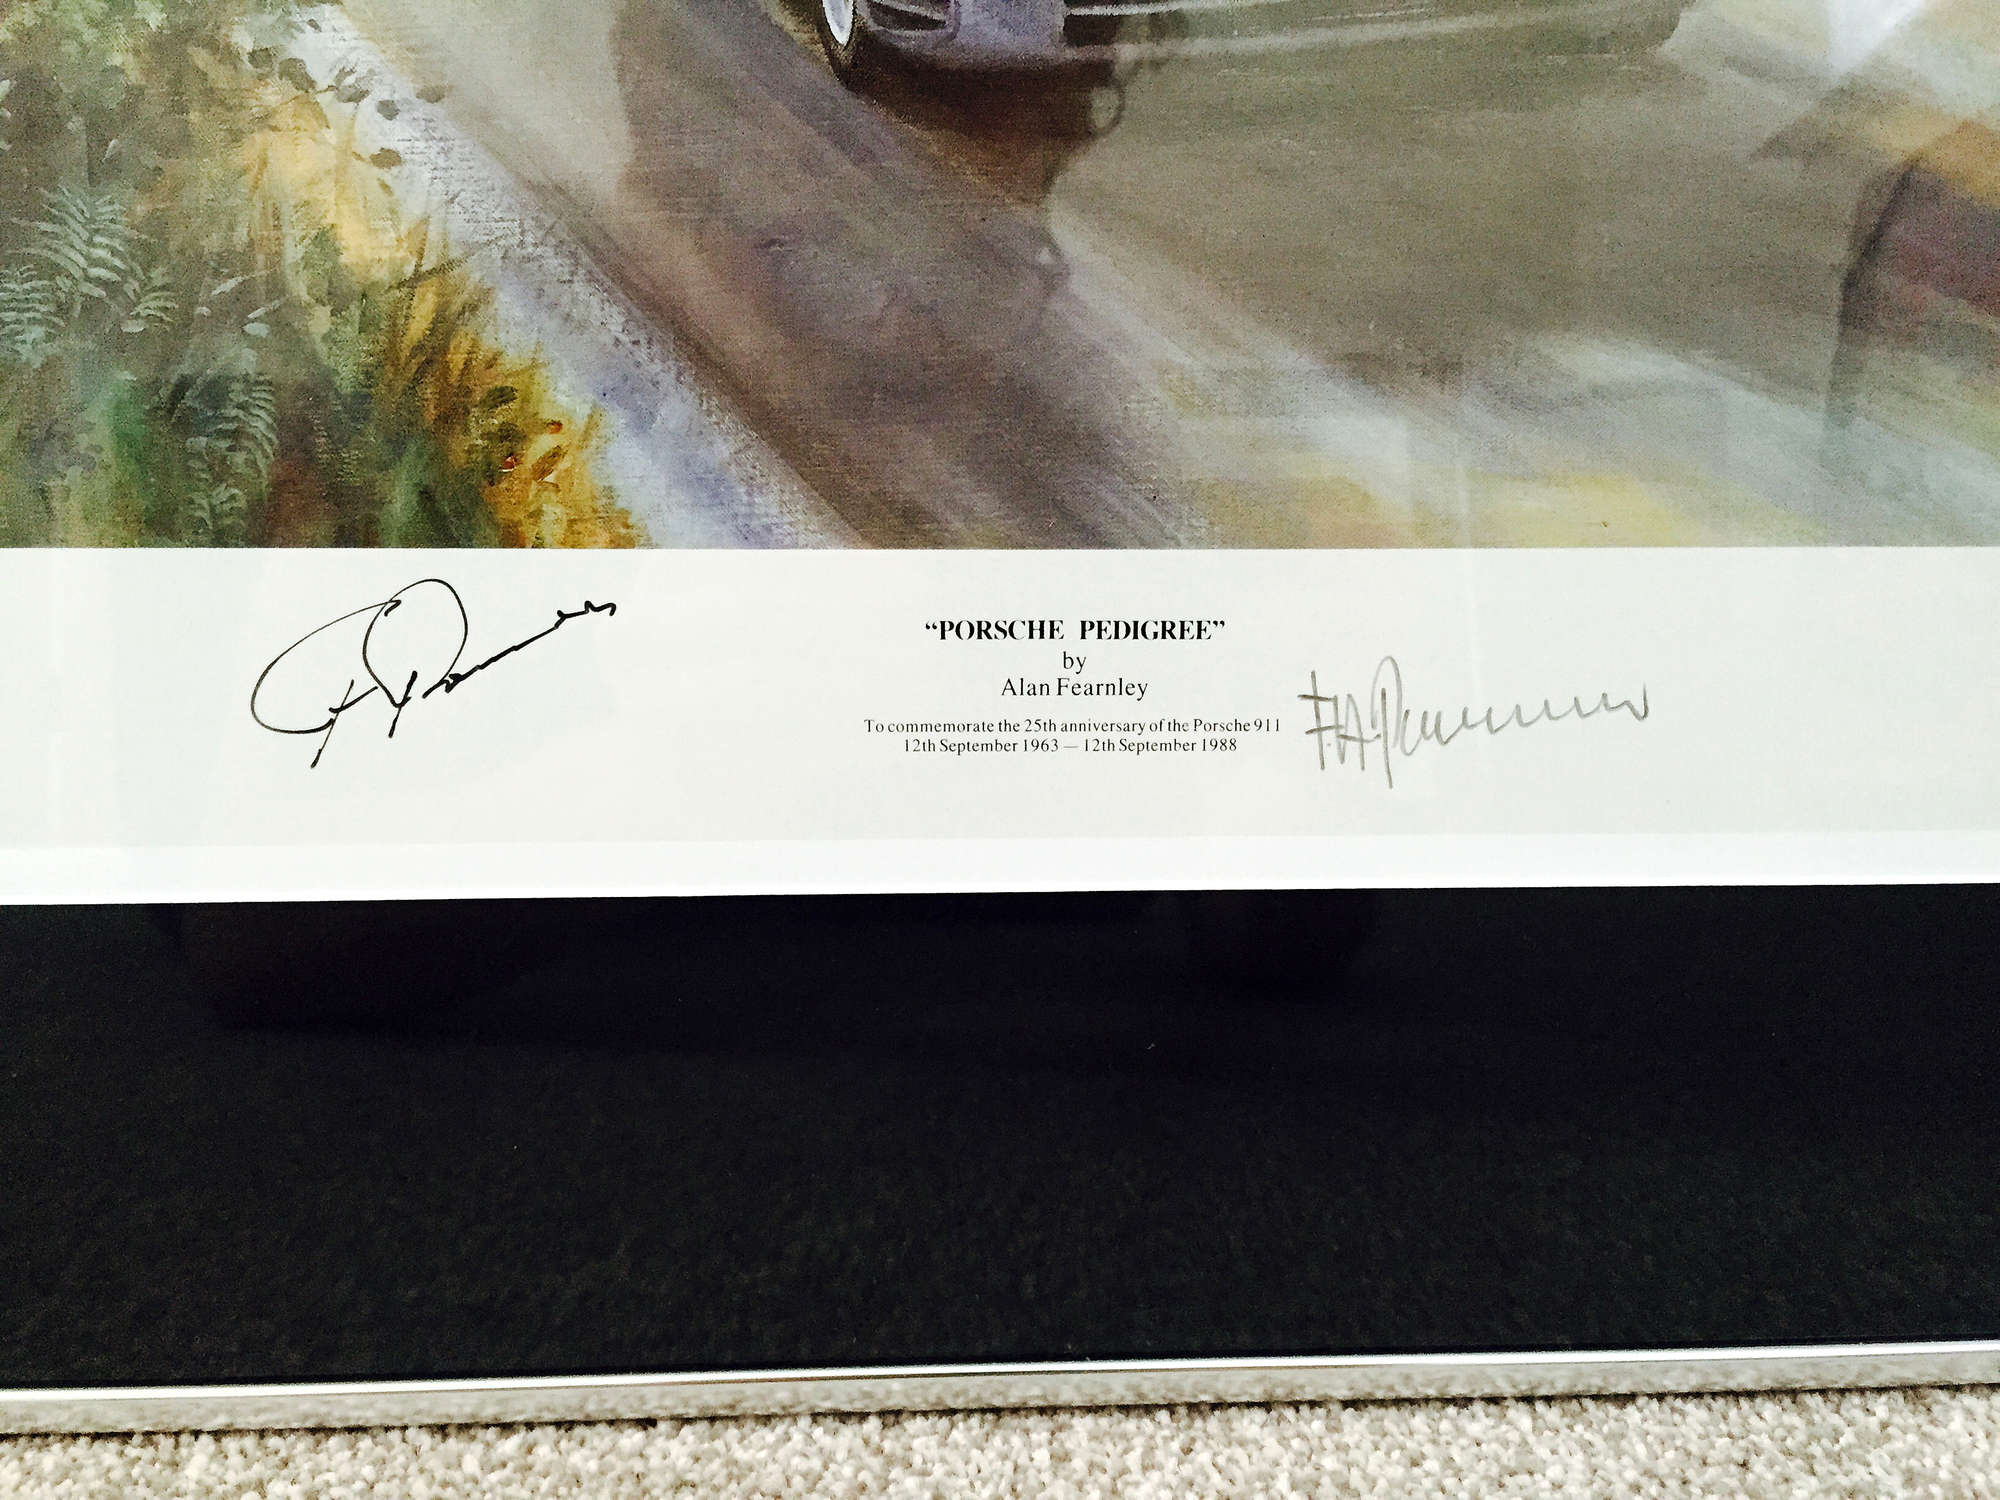 “PORSCHE PEDIGREE”
by
Alan Fearnley
To commemorate the 25th anniversary of the Porsche 911
12th September 1963 — 12th September 1988